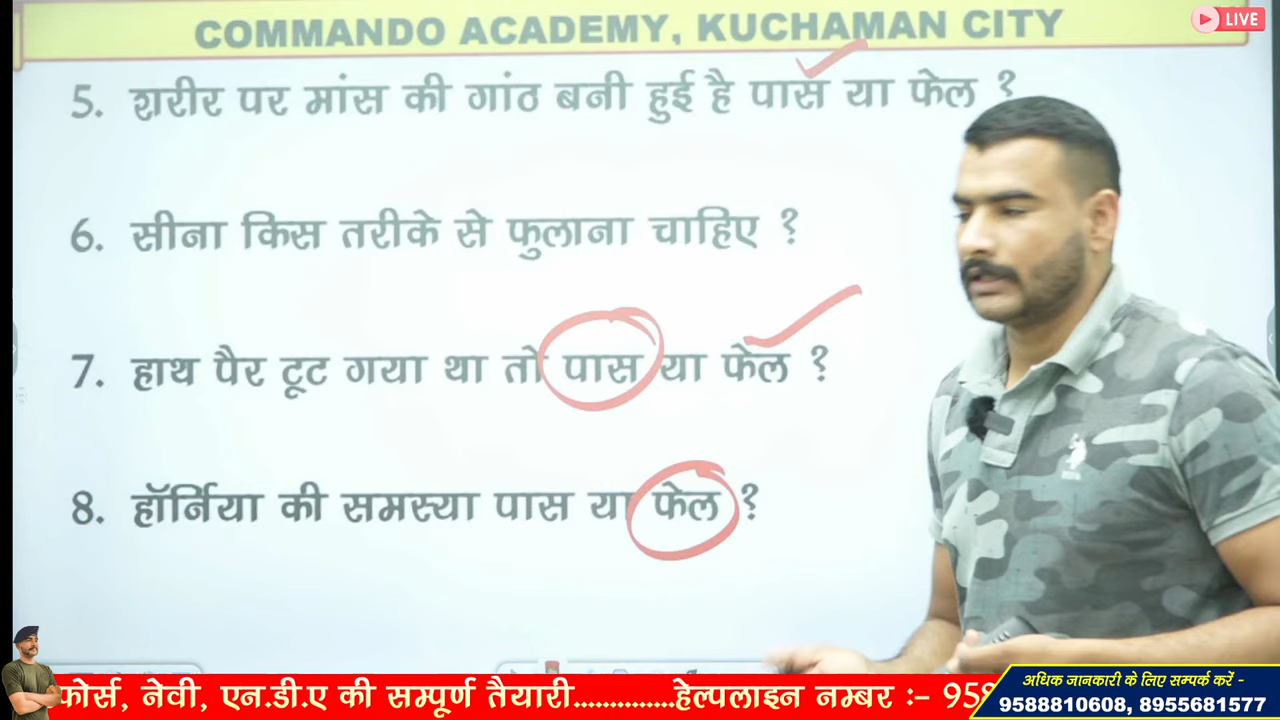 COMMANDO ACADEMY, KUCHAMAN CITY
LIVE
5. शरीर पर मांस की गांठ बनी हुई है पास या फेल ?
6. सीना किस तरीके से फुलाना चाहिए ?
7. हाथ पैर टूट गया था तो पास या फेल ?
8. हॉर्निया की समस्या पास या फेल ?
फोर्स, नेवी, एन.डी.ए की सम्पूर्ण तैयारी...............हेल्पलाइन नम्बर :- 958
अधिक जानकारी के लिए सम्पर्क करें -
9588810608, 8955681577